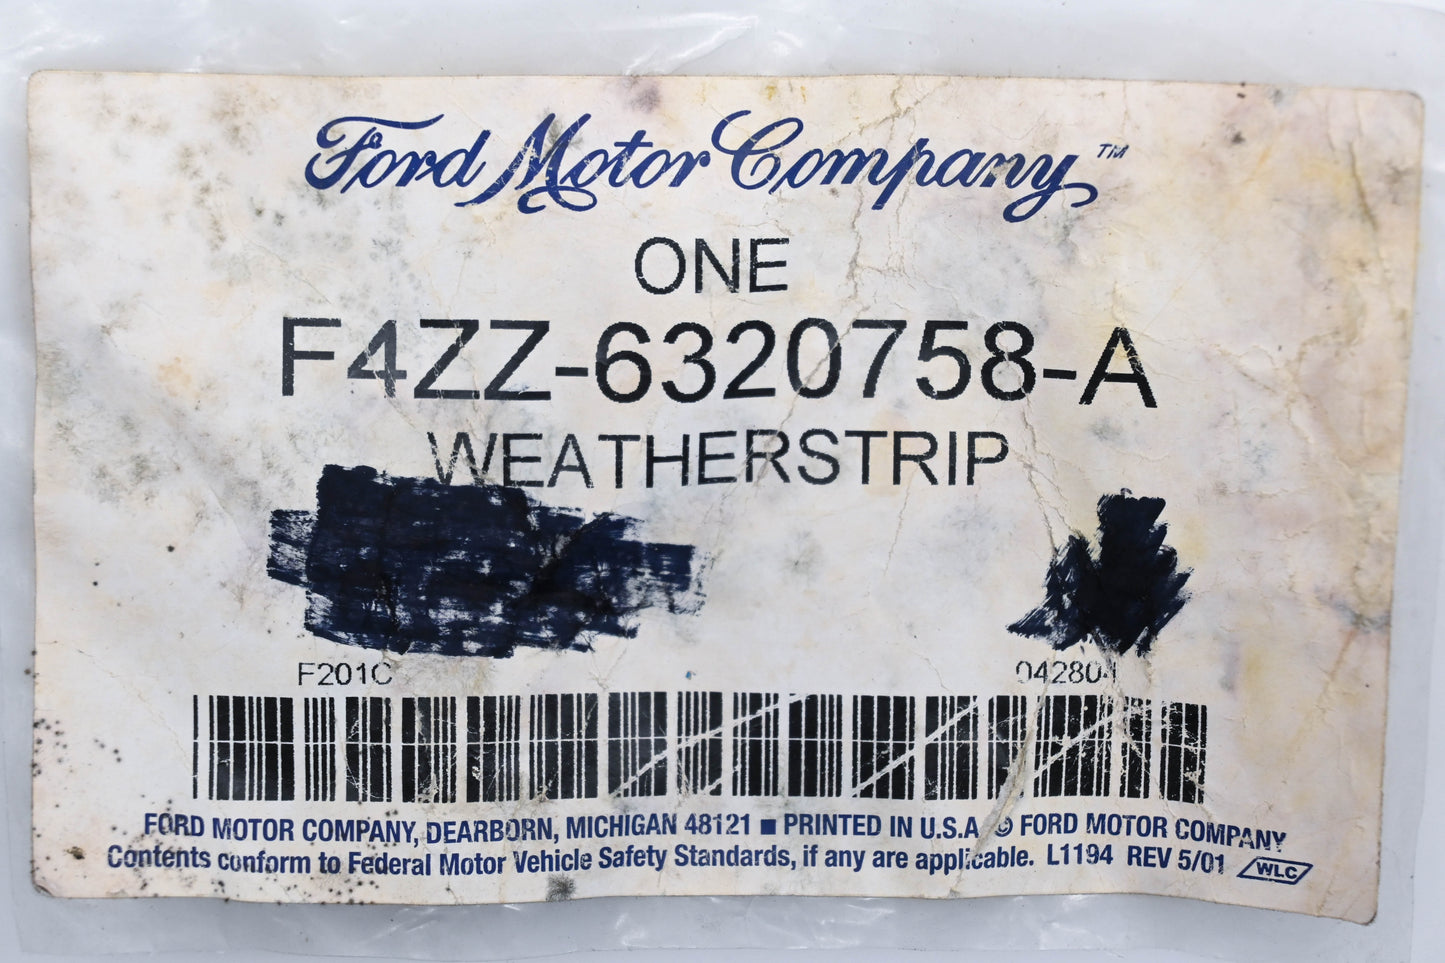 Ford Motor Company™
ONE
F4ZZ-6320758-A
WEATHERSTRIP
F201C 042804
FORD MOTOR COMPANY, DEARBORN, MICHIGAN 48121 ■ PRINTED IN U.S.A © FORD MOTOR COMPANY
Contents conform to Federal Motor Vehicle Safety Standards, if any are applicable. L1194 REV 5/01 WLC